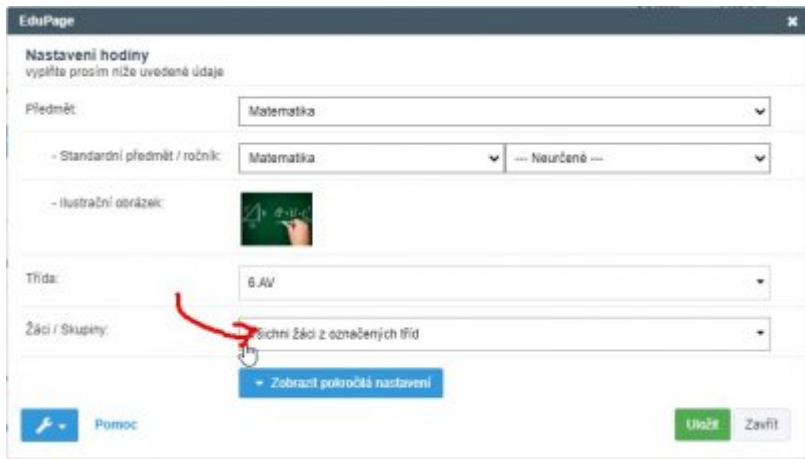 EduPage
Nastavení hodiny
vyplňte prosím níže uvedené údaje
Předmět:
Matematika
- Standardní předmět / ročník:
Matematika
--- Neurčené ---
- Ilustrační obrázek:
Třída:
6.AV
Žáci / Skupiny:
šichni žáci z označených tříd
Zobrazit pokročilá nastavení
Pomoc
Uložit
Zavřít